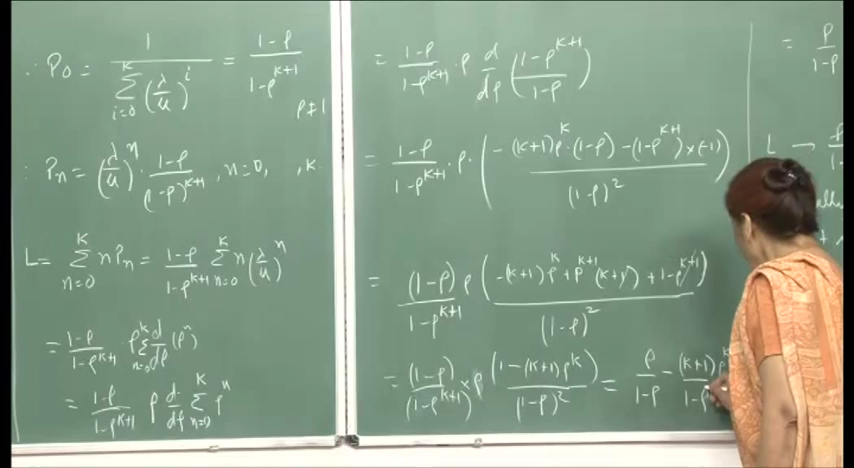 ∴ P₀ = 1 / Σ_{i=0}^{K} (λ/μ)^i = (1-ρ) / (1-ρ^{K+1})
ρ ≠ 1
∴ Pₙ = (λ/μ)^n · (1-ρ) / (1-ρ)^{K+1}, n=0, , K.
L = Σ_{n=0}^{K} n Pₙ = (1-ρ) / (1-ρ^{K+1}) Σ_{n=0}^{K} n (λ/μ)^n
= (1-ρ) / (1-ρ^{K+1}) ρ Σ_{n=0}^{K} d/dρ (ρ^n)
= (1-ρ) / (1-ρ^{K+1}) ρ d/dρ Σ_{n=0}^{K} ρ^n
= (1-ρ) / (1-ρ^{K+1}) · ρ d/dρ ((1-ρ^{K+1}) / (1-ρ))
= (1-ρ) / (1-ρ^{K+1}) · ρ · (-(K+1)ρ^K·(1-ρ) - (1-ρ^{K+1})×(-1) / (1-ρ)²)
= (1-ρ) / (1-ρ^{K+1}) ρ (-(K+1)ρ^K + ρ^{K+1}(K+1) + 1-ρ^{K+1} / (1-ρ)²)
= (1-ρ) / (1-ρ^{K+1}) × ρ (1-(K+1)ρ^K) / (1-ρ)² = ρ / (1-ρ) - (K+1)ρ / 1-ρ
= ρ / (1-ρ)
L →